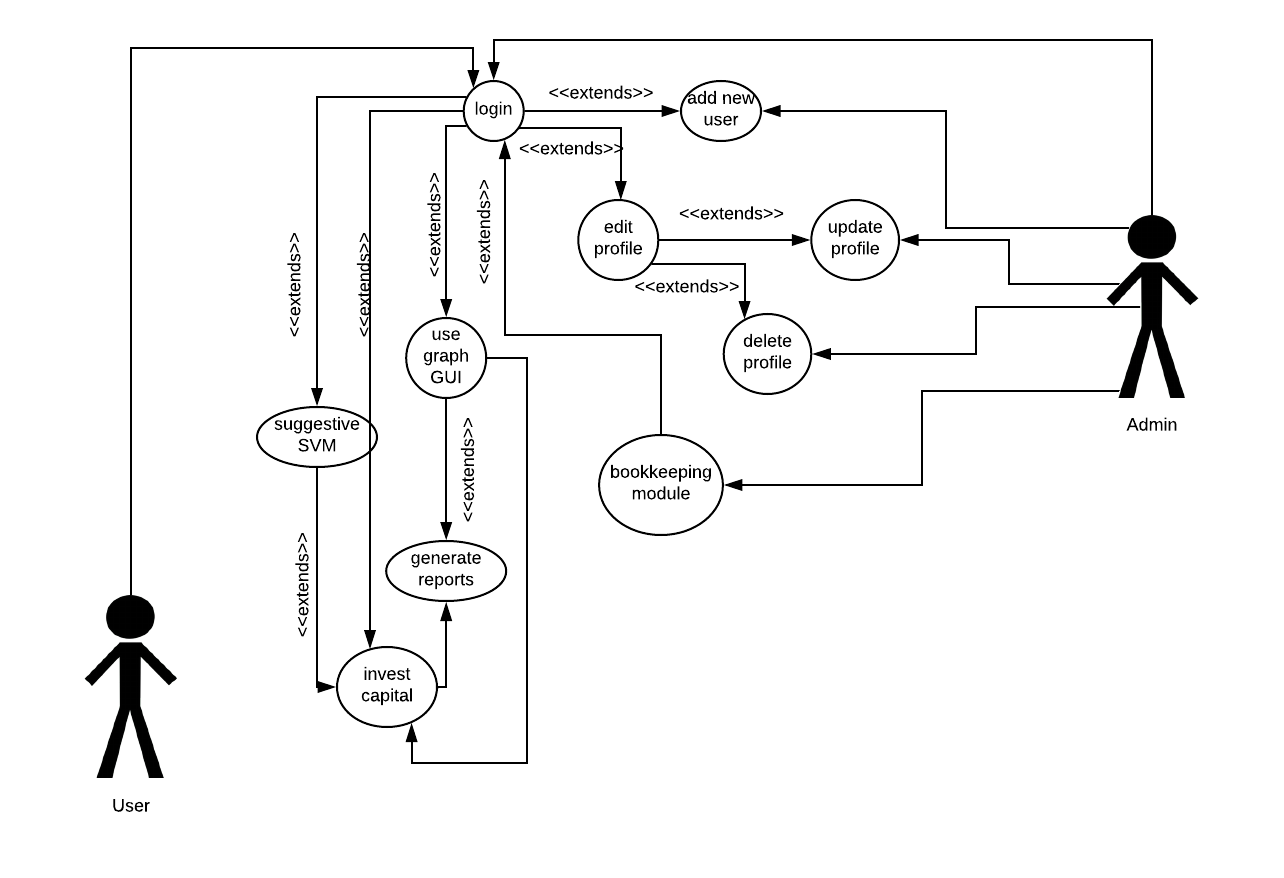 <<extends>>
login
add new
user
<<extends>>
<<extends>>
<<extends>>
<<extends>>
<<extends>>
<<extends>>
edit
profile
<<extends>>
update
profile
<<extends>>
use
graph
GUI
delete
profile
suggestive
SVM
<<extends>>
bookkeeping
module
Admin
<<extends>>
generate
reports
invest
capital
User